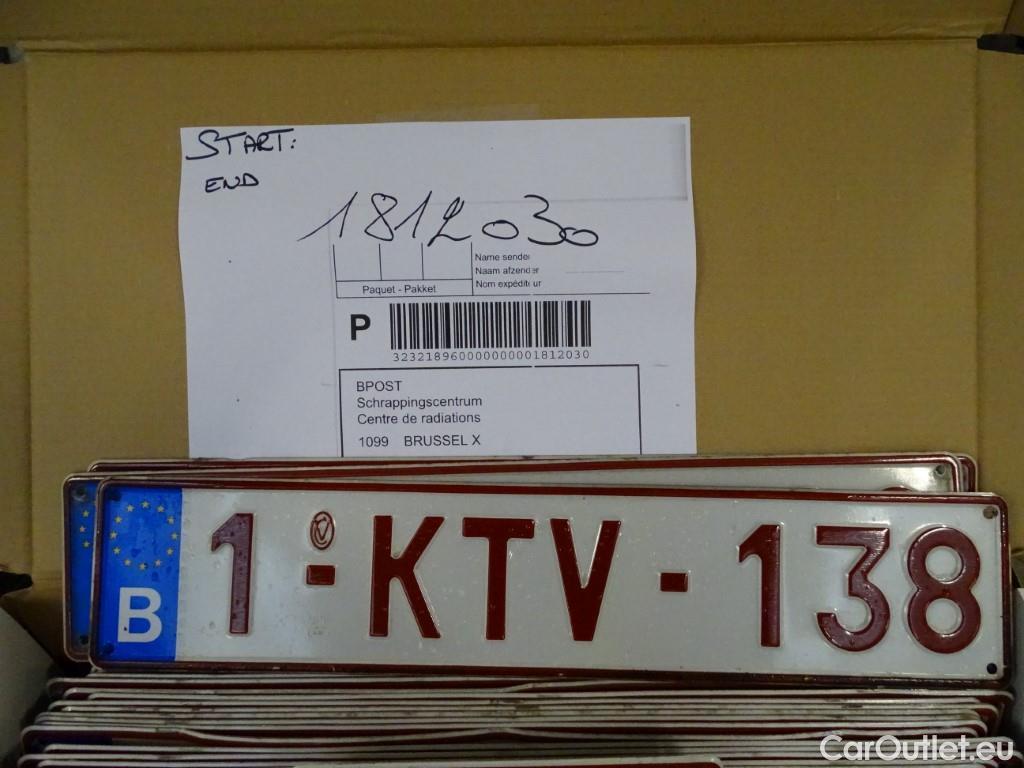 START:
END
1812030
Name sender
Naam afzender
Nom expéditeur
Paquet - Pakket
P
323218960000000001812030
BPOST
Schrappingscentrum
Centre de radiations
1099 BRUSSEL X
B
1-KTV-138
CarOutlet.eu